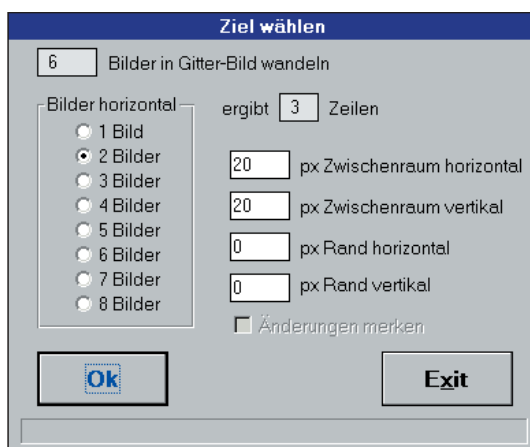 Ziel wählen
6 Bilder in Gitter-Bild wandeln
Bilder horizontal
1 Bild
2 Bilder
3 Bilder
4 Bilder
5 Bilder
6 Bilder
7 Bilder
8 Bilder
ergibt 3 Zeilen
20 px Zwischenraum horizontal
20 px Zwischenraum vertikal
0 px Rand horizontal
0 px Rand vertikal
Änderungen merken
Ok
Exit